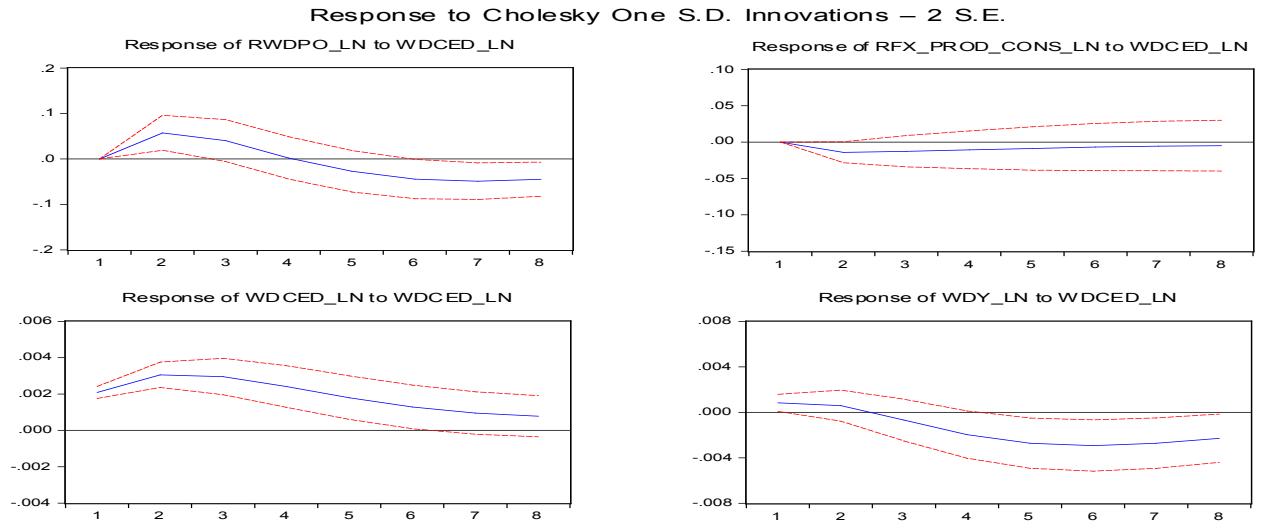 Response to Cholesky One S.D. Innovations – 2 S.E.
Response of RWDPO_LN to WDCED_LN
.2
.1
.0
-.1
-.2
1 2 3 4 5 6 7 8
Response of RFX_PROD_CONS_LN to WDCED_LN
.10
.05
.00
-.05
-.10
-.15
1 2 3 4 5 6 7 8
Response of WDCED_LN to WDCED_LN
.006
.004
.002
.000
-.002
-.004
1 2 3 4 5 6 7 8
Response of WDY_LN to WDCED_LN
.008
.004
.000
-.004
-.008
1 2 3 4 5 6 7 8